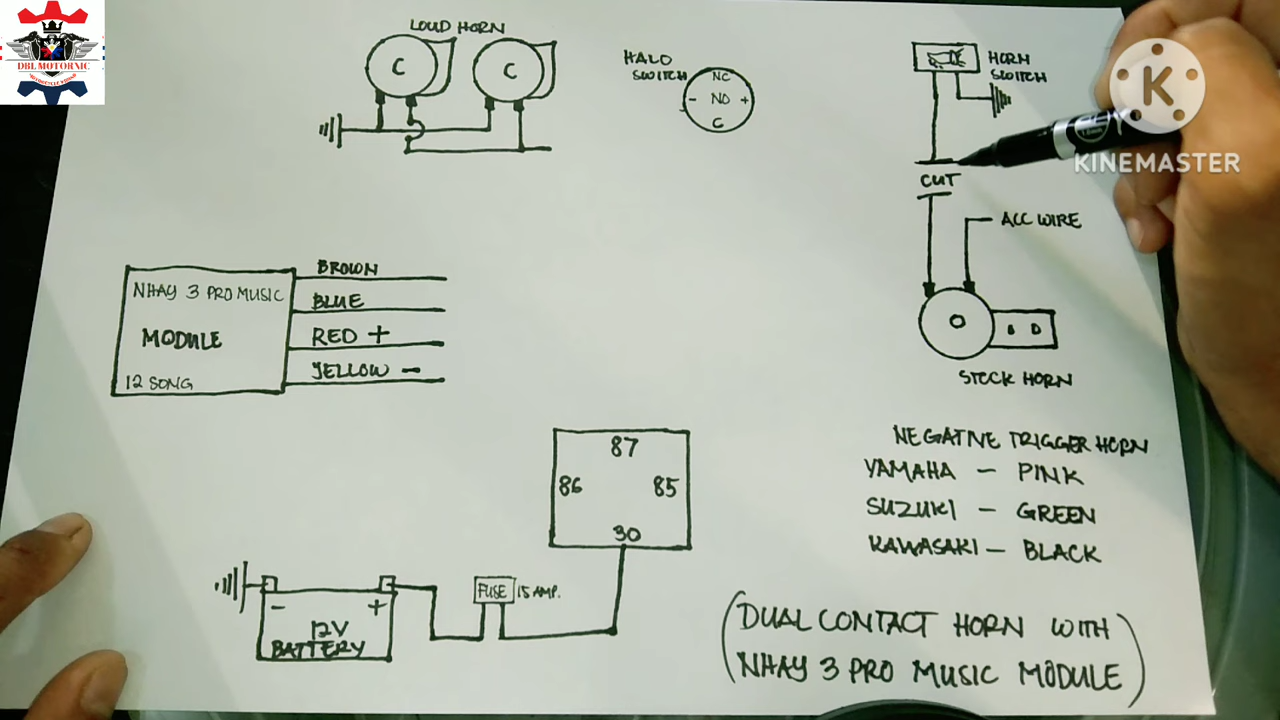 DBL MOTORNIC
LOUD HORN
C
C
HALO
SWITCH
NC
- NO +
C
HORN
SWITCH
K
KINEMASTER
CUT
ACC WIRE
STOCK HORN
NHAY 3 PRO MUSIC
MODULE
12 SONG
BROWN
BLUE
RED +
YELLOW -
87
86 85
30
- +
12V
BATTERY
FUSE 15 AMP.
NEGATIVE TRIGGER HORN
YAMAHA - PINK
SUZUKI - GREEN
KAWASAKI - BLACK
(DUAL CONTACT HORN WITH
NHAY 3 PRO MUSIC MODULE)